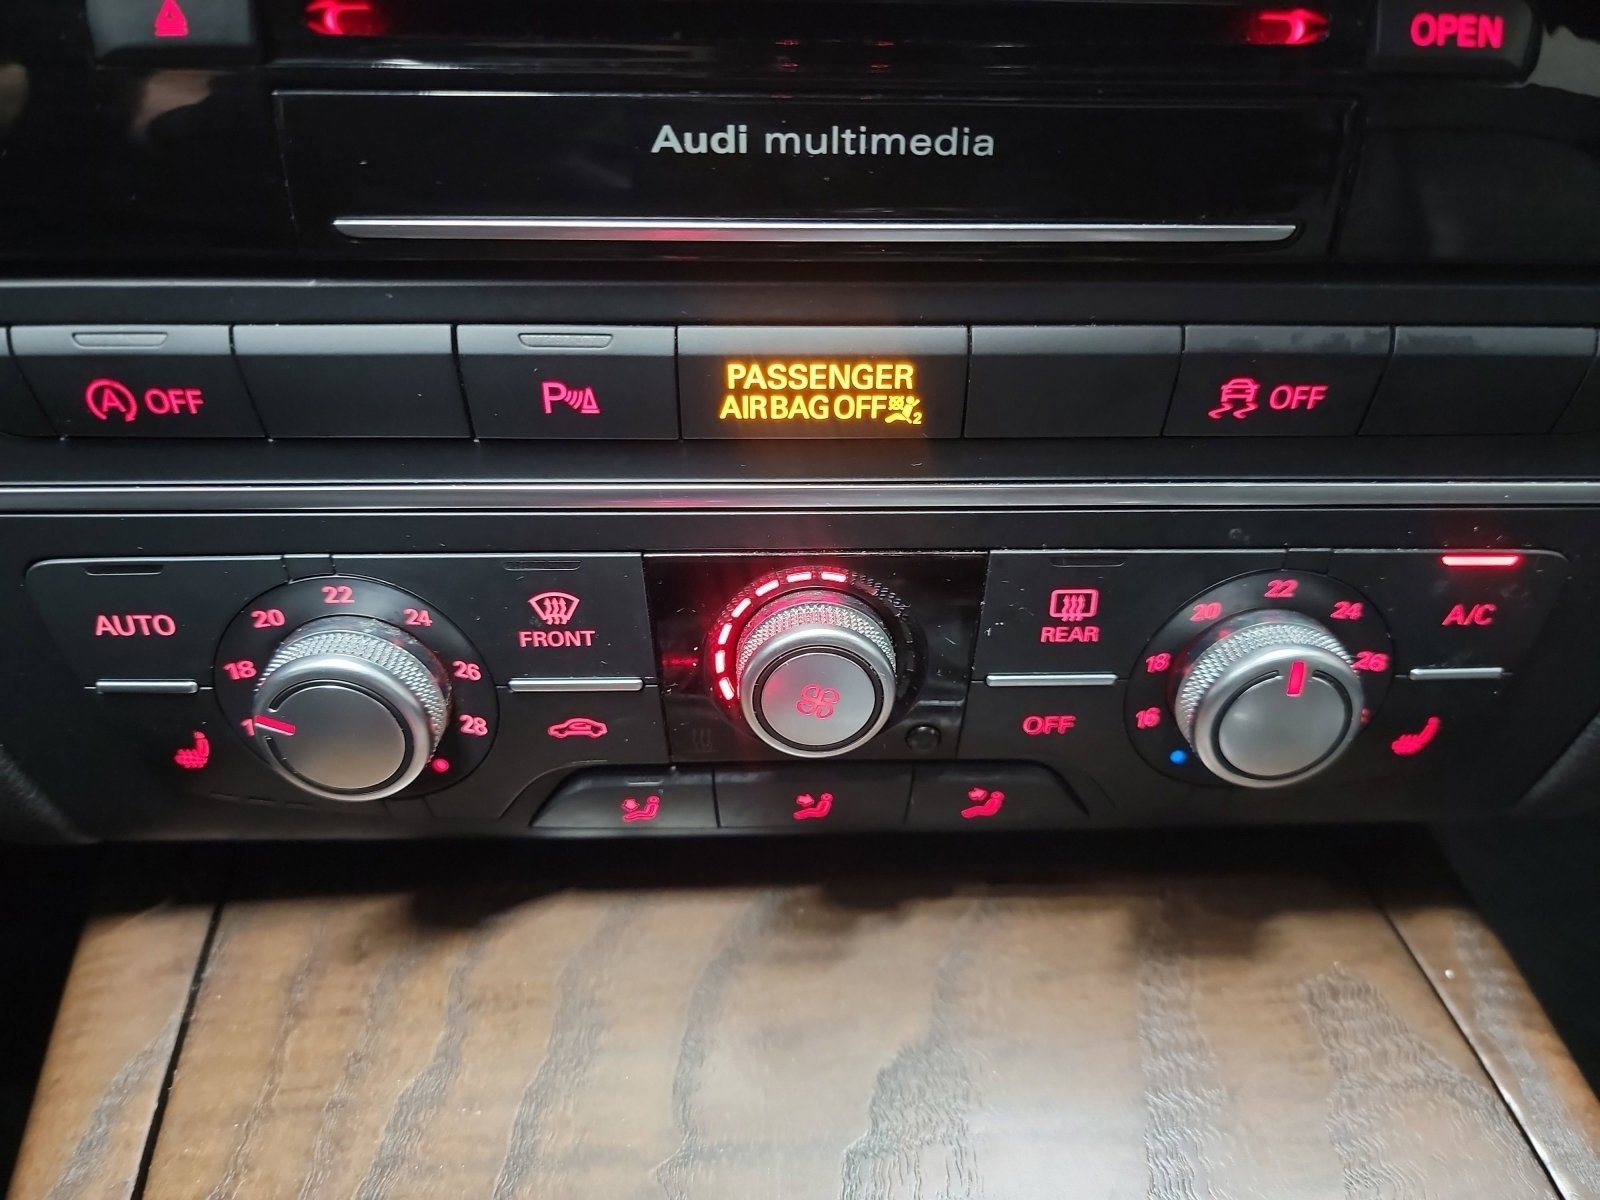 OPEN
Audi multimedia
A OFF
P
PASSENGER
AIRBAG OFF 2
OFF
AUTO
18 20 22 24 26 28
FRONT
REAR
16 18 20 22 24 26
A/C
OFF